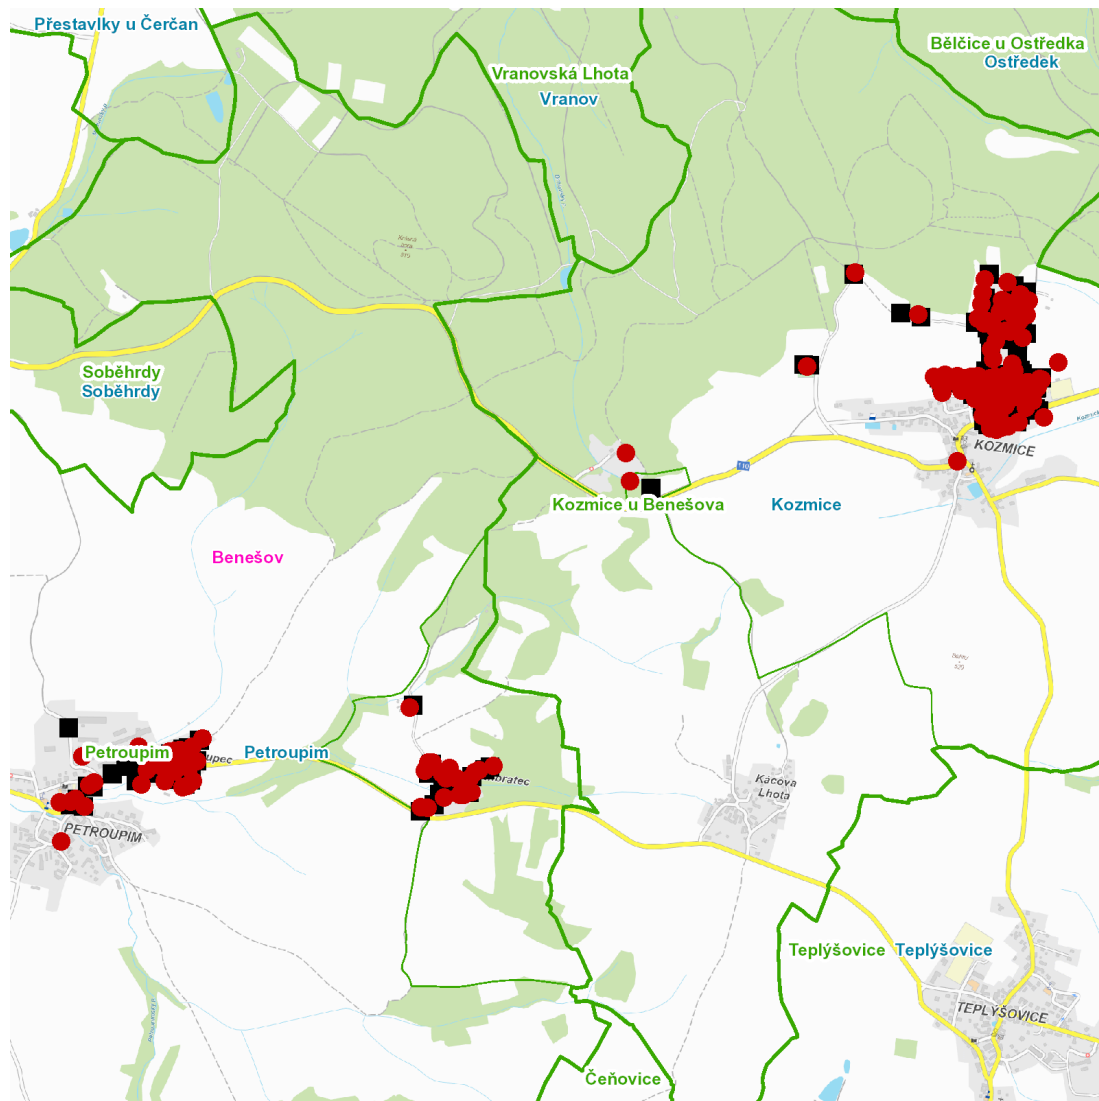 Přestavlky u Čerčan
Bělčice u Ostředka
Ostředek
Vranovská Lhota
Vranov
Soběhrdy
Soběhrdy
KOZMICE
110
Kozmice u Benešova
Kozmice
Benešov
Petroupim
Petroupim
PETROUPIM
Kácova
Lhota
Teplýšovice
Teplýšovice
TEPLÝŠOVICE
Čeňovice